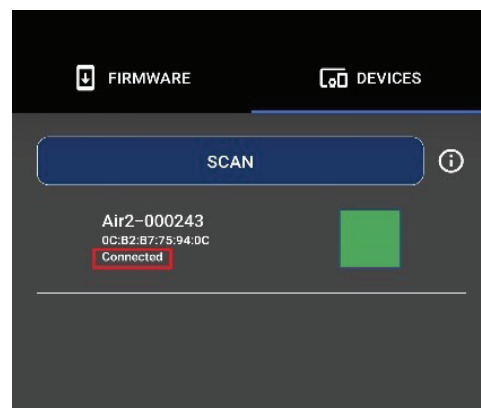 FIRMWARE
DEVICES
SCAN
Air2-000243
0C:B2:B7:75:94:0C
Connected